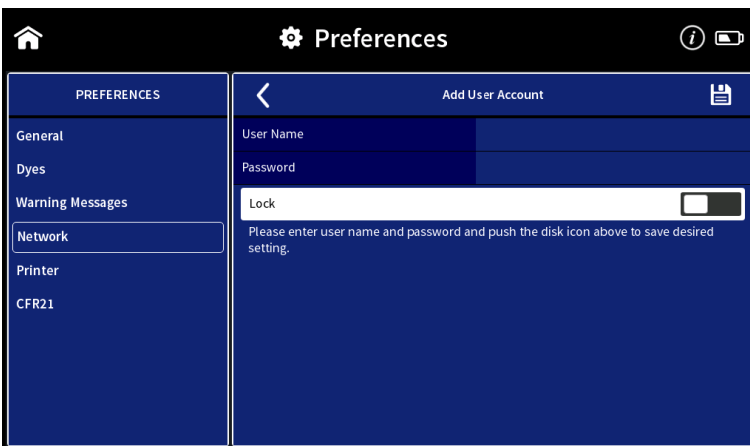 Preferences
i
PREFERENCES
General
Dyes
Warning Messages
Network
Printer
CFR21
Add User Account
User Name
Password
Lock
Please enter user name and password and push the disk icon above to save desired
setting.